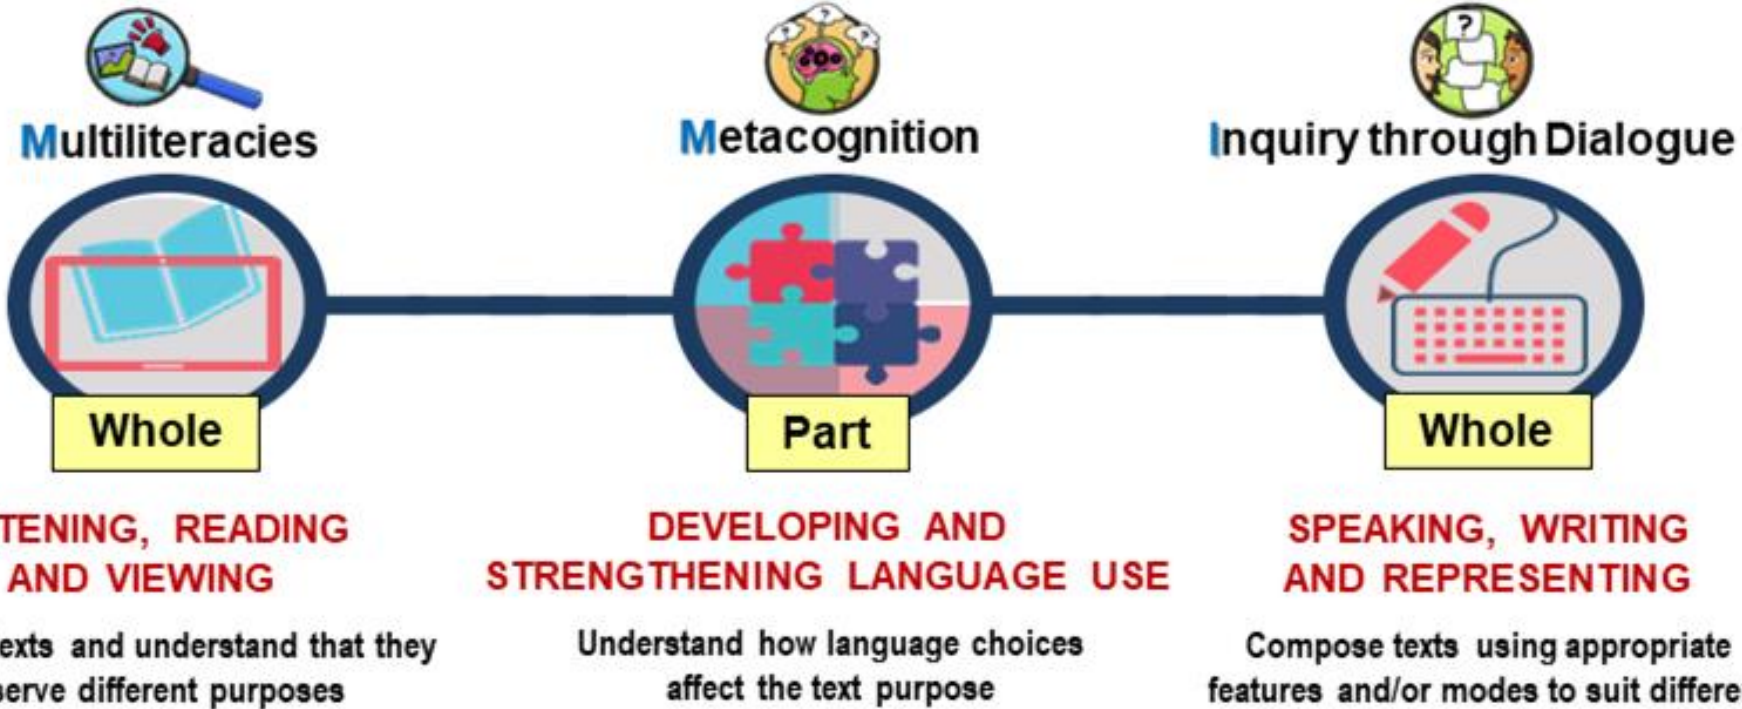 Multiliteracies
Metacognition
Inquiry through Dialogue
Whole
Part
Whole
TENING, READING
AND VIEWING
DEVELOPING AND
STRENGTHENING LANGUAGE USE
SPEAKING, WRITING
AND REPRESENTING
exts and understand that they
serve different purposes
Understand how language choices
affect the text purpose
Compose texts using appropriate
features and/or modes to suit differe